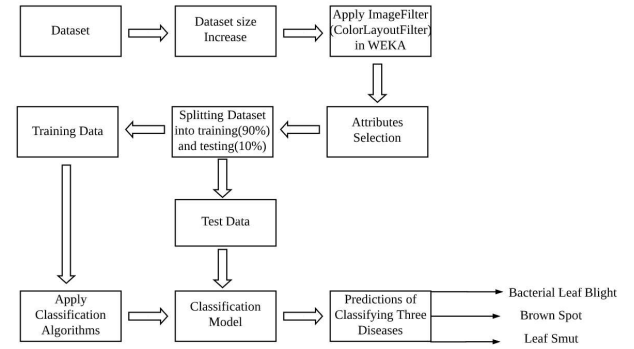 Dataset
Dataset size
Increase
Apply ImageFilter
(ColorLayoutFilter)
in WEKA
Training Data
Splitting Dataset
into training(90%)
and testing(10%)
Attributes
Selection
Test Data
Apply
Classification
Algorithms
Classification
Model
Predictions of
Classifying Three
Diseases
Bacterial Leaf Blight
Brown Spot
Leaf Smut